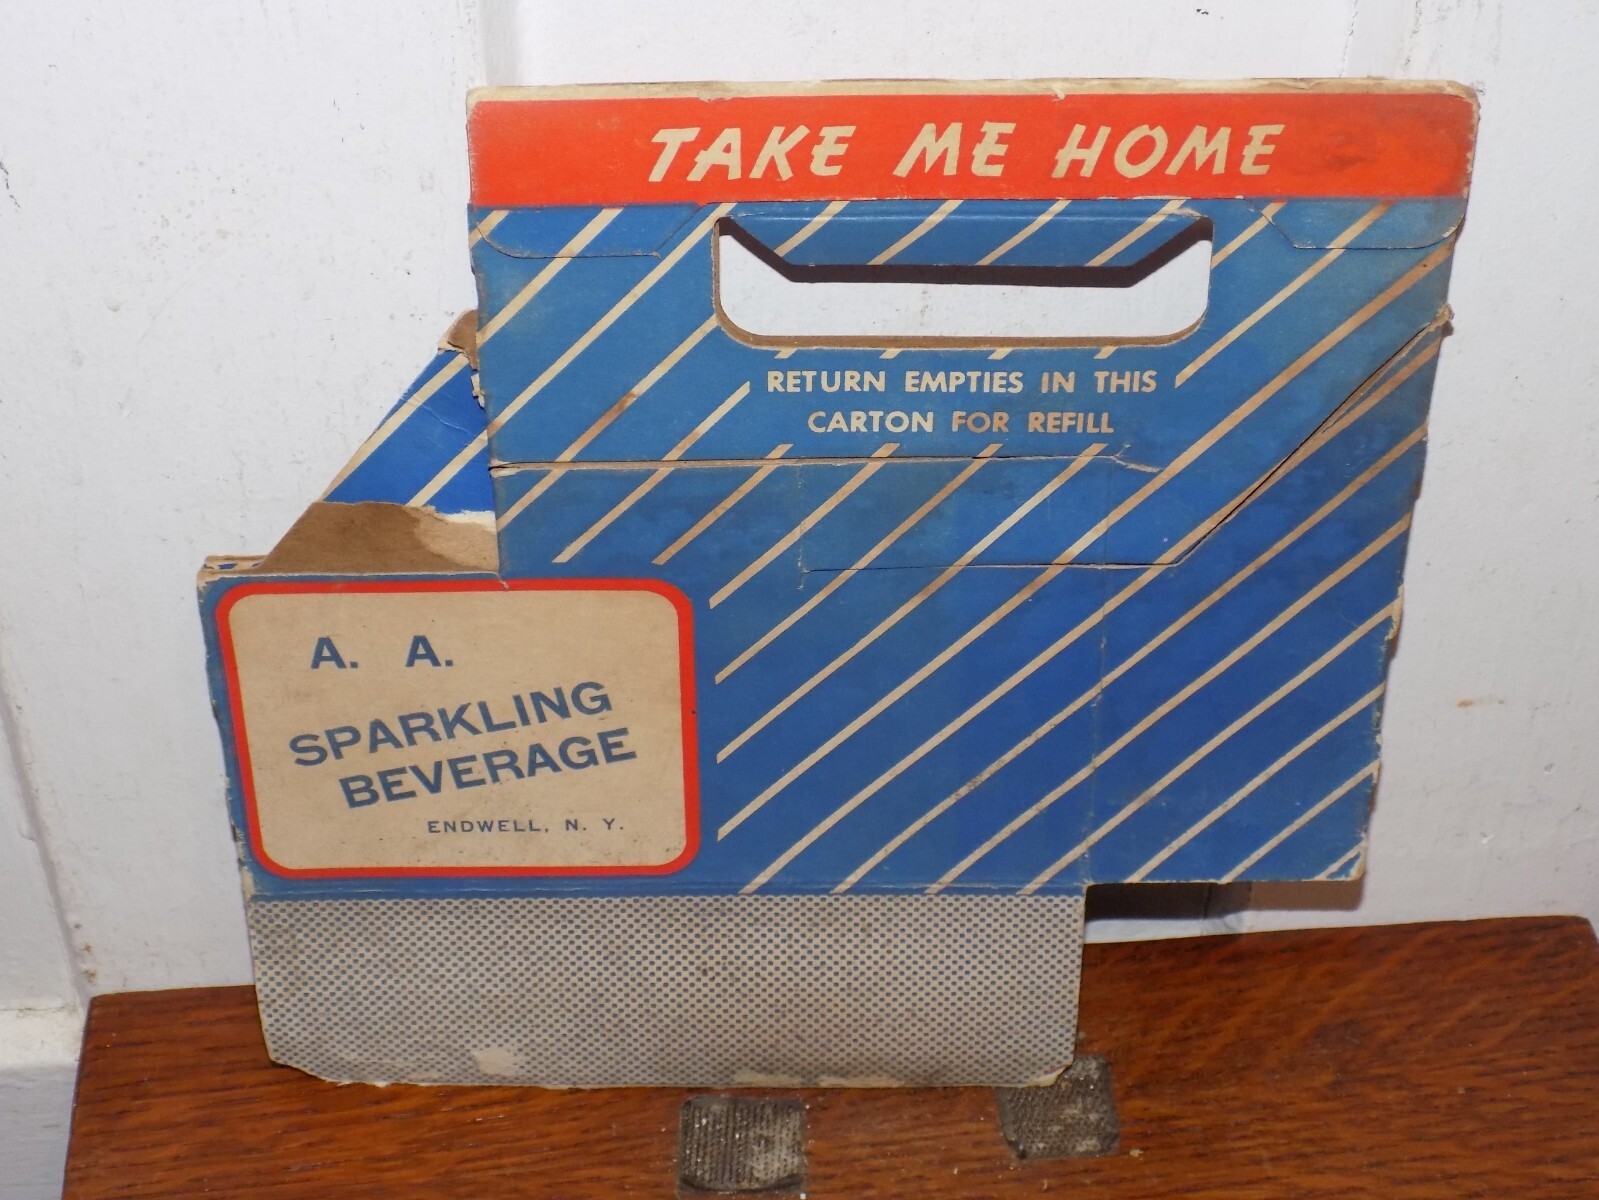 TAKE ME HOME
RETURN EMPTIES IN THIS
CARTON FOR REFILL
A. A.
SPARKLING
BEVERAGE
ENDWELL, N. Y.